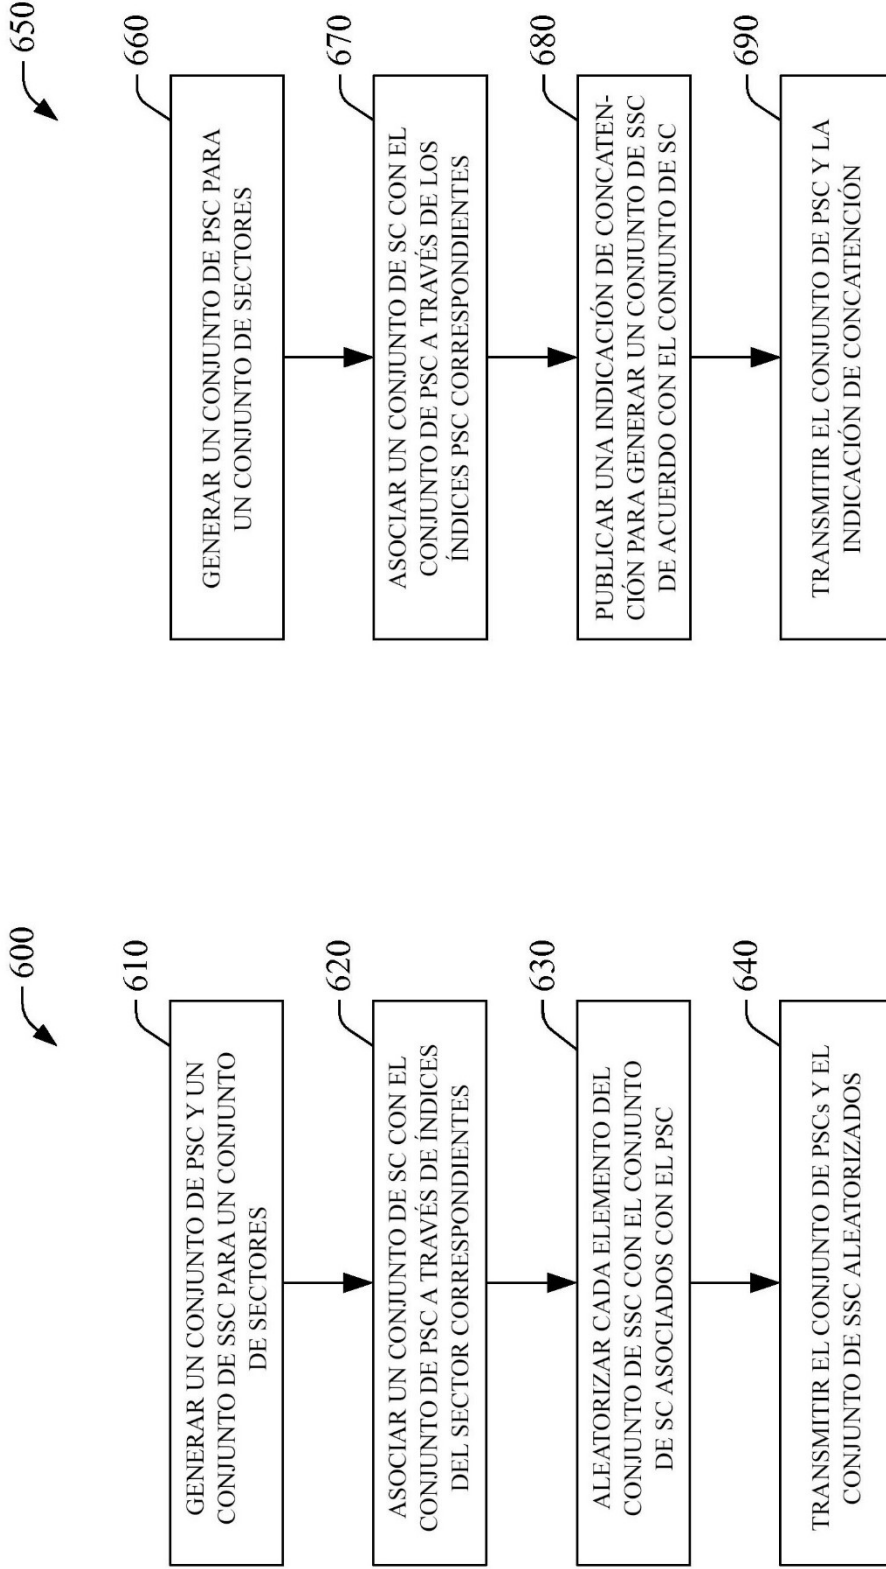 600
610
GENERAR UN CONJUNTO DE PSC Y UN
CONJUNTO DE SSC PARA UN CONJUNTO
DE SECTORES
620
ASOCIAR UN CONJUNTO DE SC CON EL
CONJUNTO DE PSC A TRAVÉS DE ÍNDICES
DEL SECTOR CORRESPONDIENTES
630
ALEATORIZAR CADA ELEMENTO DEL
CONJUNTO DE SSC CON EL CONJUNTO
DE SC ASOCIADOS CON EL PSC
640
TRANSMITIR EL CONJUNTO DE PSCs Y EL
CONJUNTO DE SSC ALEATORIZADOS
650
660
GENERAR UN CONJUNTO DE PSC PARA
UN CONJUNTO DE SECTORES
670
ASOCIAR UN CONJUNTO DE SC CON EL
CONJUNTO DE PSC A TRAVÉS DE LOS
ÍNDICES PSC CORRESPONDIENTES
680
PUBLICAR UNA INDICACIÓN DE CONCATEN-
CIÓN PARA GENERAR UN CONJUNTO DE SSC
DE ACUERDO CON EL CONJUNTO DE SC
690
TRANSMITIR EL CONJUNTO DE PSC Y LA
INDICACIÓN DE CONCATENCIÓN